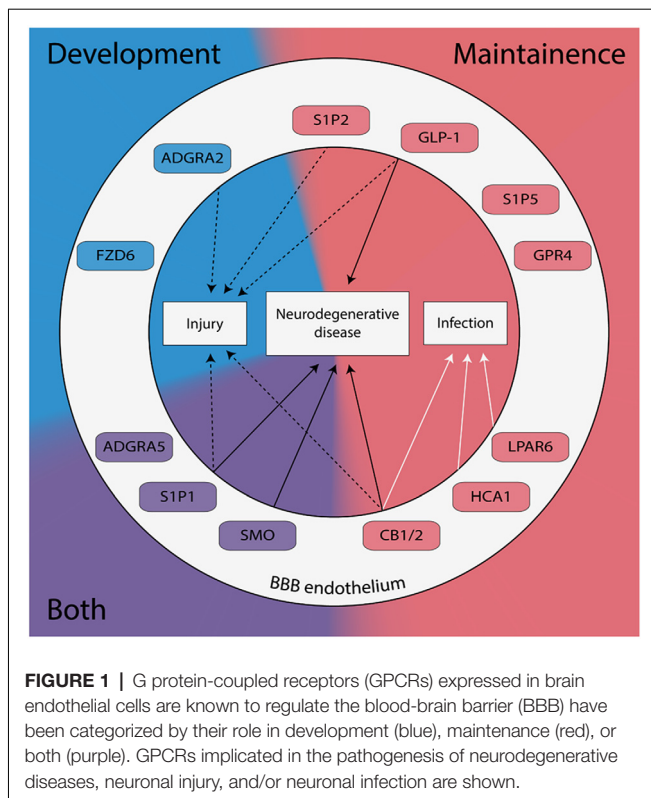 Development
Maintainence
S1P2
GLP-1
ADGRA2
S1P5
FZD6
GPR4
Injury
Neurodegenerative
disease
Infection
ADGRA5
LPAR6
S1P1
HCA1
SMO
CB1/2
BBB endothelium
Both
FIGURE 1 | G protein-coupled receptors (GPCRs) expressed in brain
endothelial cells are known to regulate the blood-brain barrier (BBB) have
been categorized by their role in development (blue), maintenance (red), or
both (purple). GPCRs implicated in the pathogenesis of neurodegenerative
diseases, neuronal injury, and/or neuronal infection are shown.